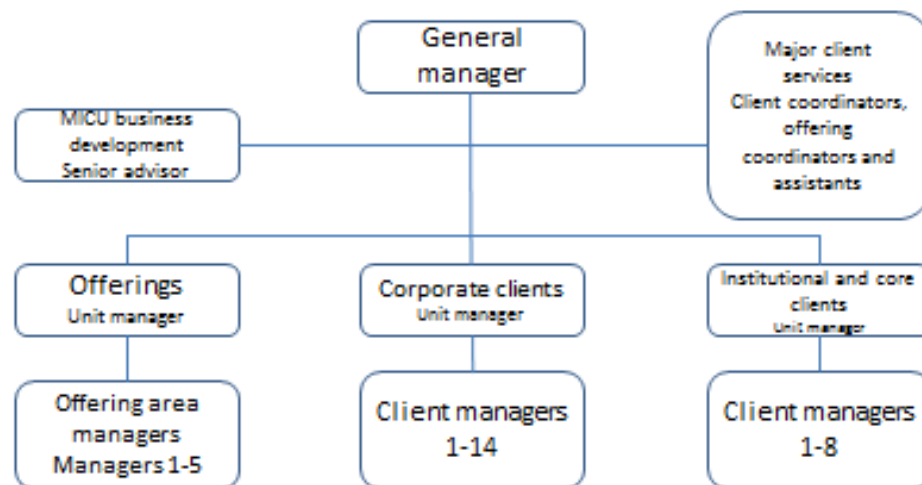 General
manager
Major client
services
Client coordinators,
offering
coordinators and
assistants
MICU business
development
Senior advisor
Offerings
Unit manager
Corporate clients
Unit manager
Institutional and core
clients
Unit manager
Offering area
managers
Managers 1-5
Client managers
1-14
Client managers
1-8